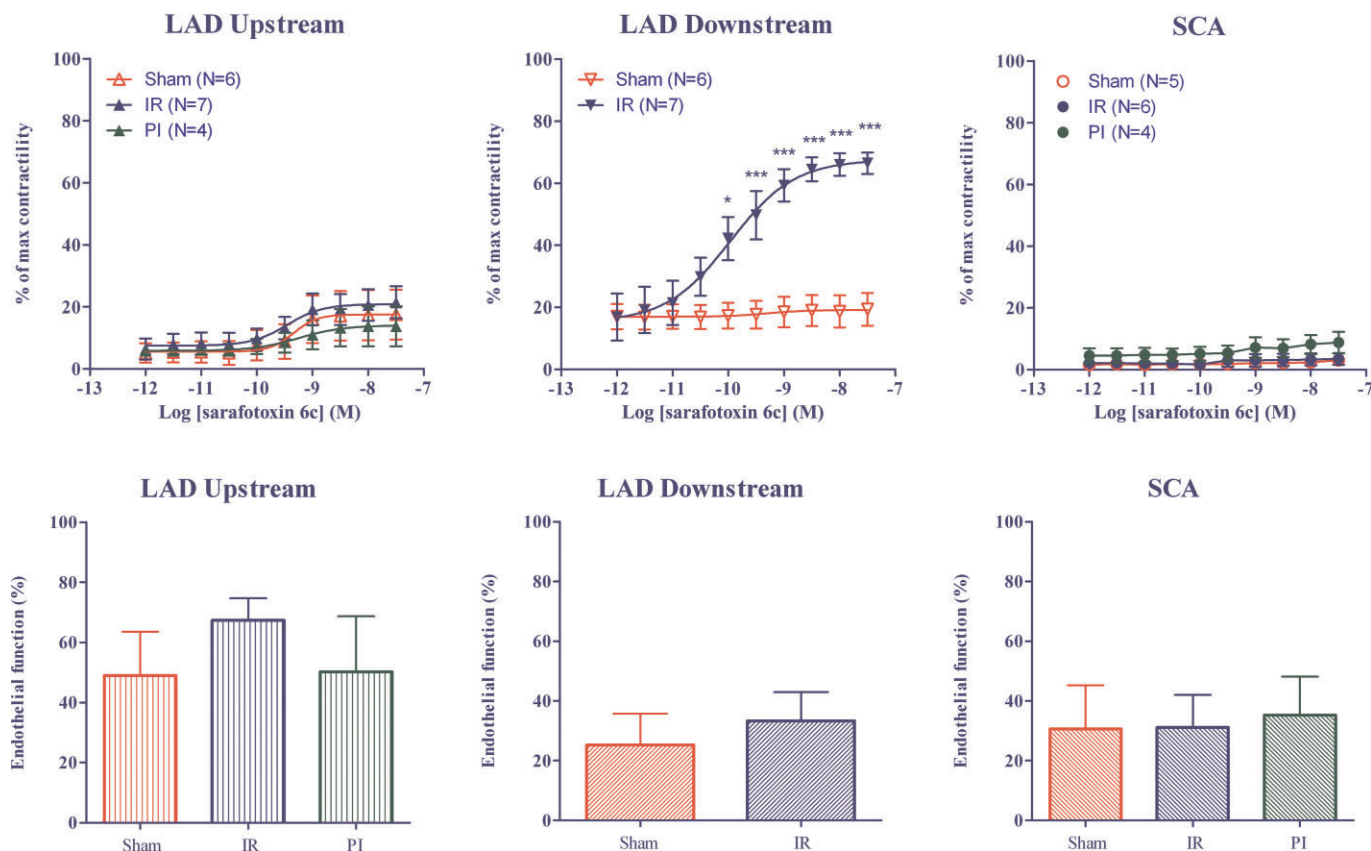 LAD Upstream
100
80
60
40
20
0
% of max contractility
Sham (N=6)
IR (N=7)
PI (N=4)
-13 -12 -11 -10 -9 -8 -7
Log [sarafotoxin 6c] (M)
LAD Downstream
100
80
60
40
20
0
% of max contractility
Sham (N=6)
IR (N=7)
* *** *** *** *** ***
-13 -12 -11 -10 -9 -8 -7
Log [sarafotoxin 6c] (M)
SCA
100
80
60
40
20
0
% of max contractility
Sham (N=5)
IR (N=6)
PI (N=4)
-13 -12 -11 -10 -9 -8 -7
Log [sarafotoxin 6c] (M)
LAD Upstream
100
80
60
40
20
0
Endothelial function (%)
Sham IR PI
LAD Downstream
100
80
60
40
20
0
Endothelial function (%)
Sham IR
SCA
100
80
60
40
20
0
Endothelial function (%)
Sham IR PI